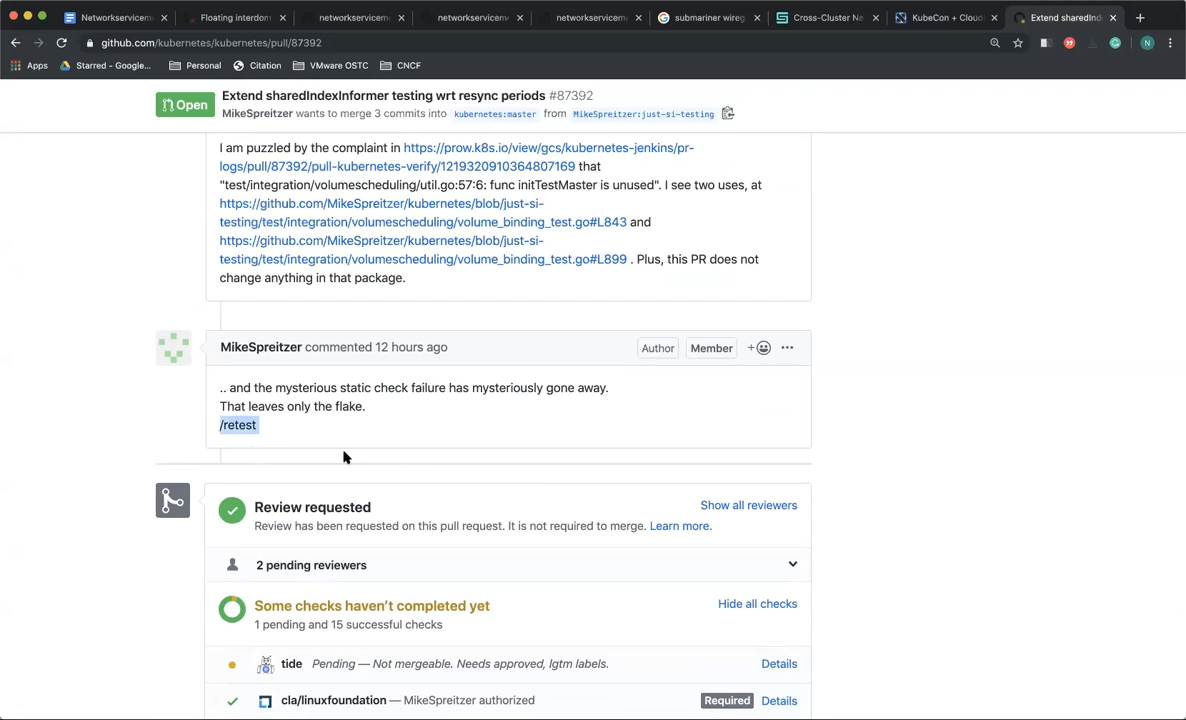 Networkservicem
Floating interdom
networkservicem
networkservicem
networkservicem
submariner wireg
Cross-Cluster Ne
KubeCon + Cloud
Extend sharedInd
github.com/kubernetes/kubernetes/pull/87392
N
Apps
Starred - Google...
Personal
Citation
VMware OSTC
CNCF
Open
Extend sharedIndexInformer testing wrt resync periods #87392
MikeSpreitzer wants to merge 3 commits into kubernetes:master from MikeSpreitzer:just-si-testing
I am puzzled by the complaint in https://prow.k8s.io/view/gcs/kubernetes-jenkins/pr-
logs/pull/87392/pull-kubernetes-verify/1219320910364807169 that
"test/integration/volumescheduling/util.go:57:6: func initTestMaster is unused". I see two uses, at
https://github.com/MikeSpreitzer/kubernetes/blob/just-si-
testing/test/integration/volumescheduling/volume_binding_test.go#L843 and
https://github.com/MikeSpreitzer/kubernetes/blob/just-si-
testing/test/integration/volumescheduling/volume_binding_test.go#L899 . Plus, this PR does not
change anything in that package.
MikeSpreitzer commented 12 hours ago
Author
Member
.. and the mysterious static check failure has mysteriously gone away.
That leaves only the flake.
/retest
Review requested
Show all reviewers
Review has been requested on this pull request. It is not required to merge. Learn more.
2 pending reviewers
Some checks haven't completed yet
Hide all checks
1 pending and 15 successful checks
tide Pending — Not mergeable. Needs approved, lgtm labels.
Details
cla/linuxfoundation — MikeSpreitzer authorized
Required
Details